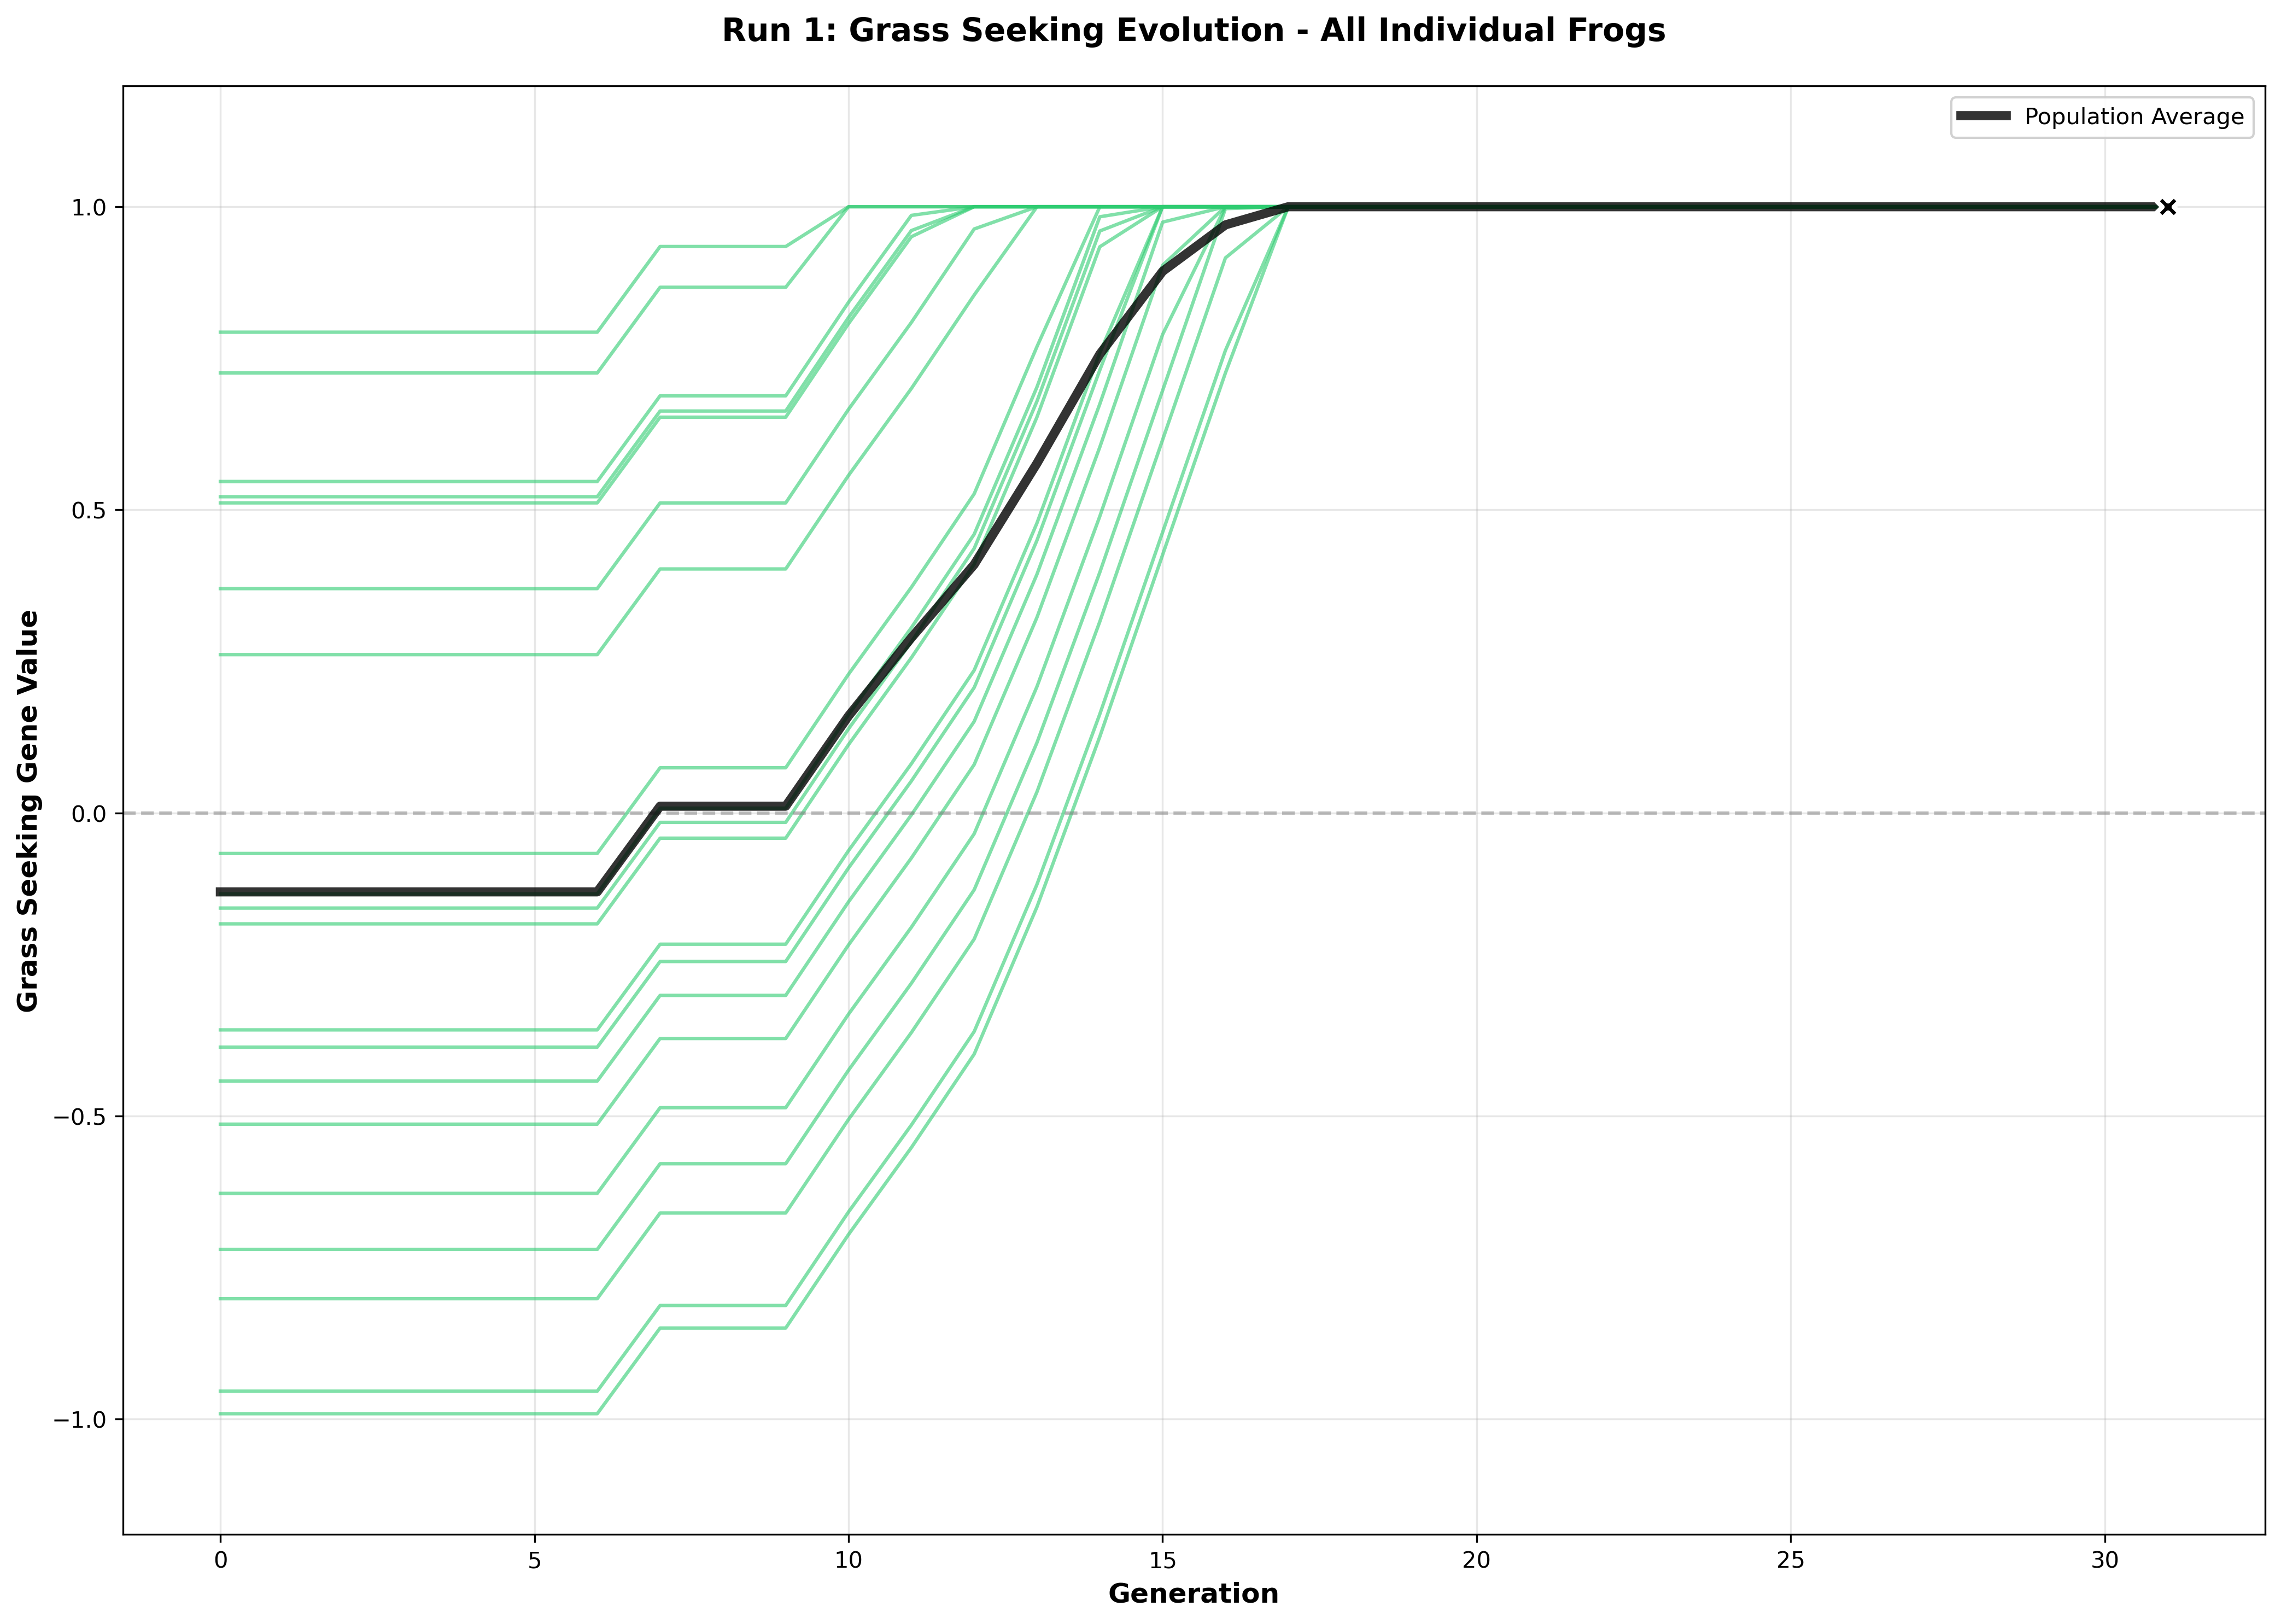 Run 1: Grass Seeking Evolution - All Individual Frogs
Population Average
Grass Seeking Gene Value
1.0
0.5
0.0
−0.5
−1.0
0 5 10 15 20 25 30
Generation